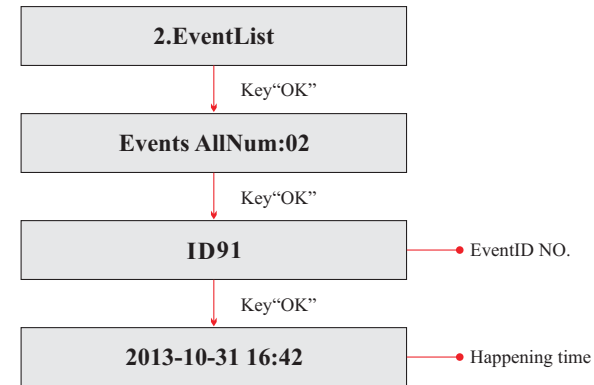 2.EventList
Key“OK”
Events AllNum:02
Key“OK”
ID91
EventID NO.
Key“OK”
2013-10-31 16:42
Happening time